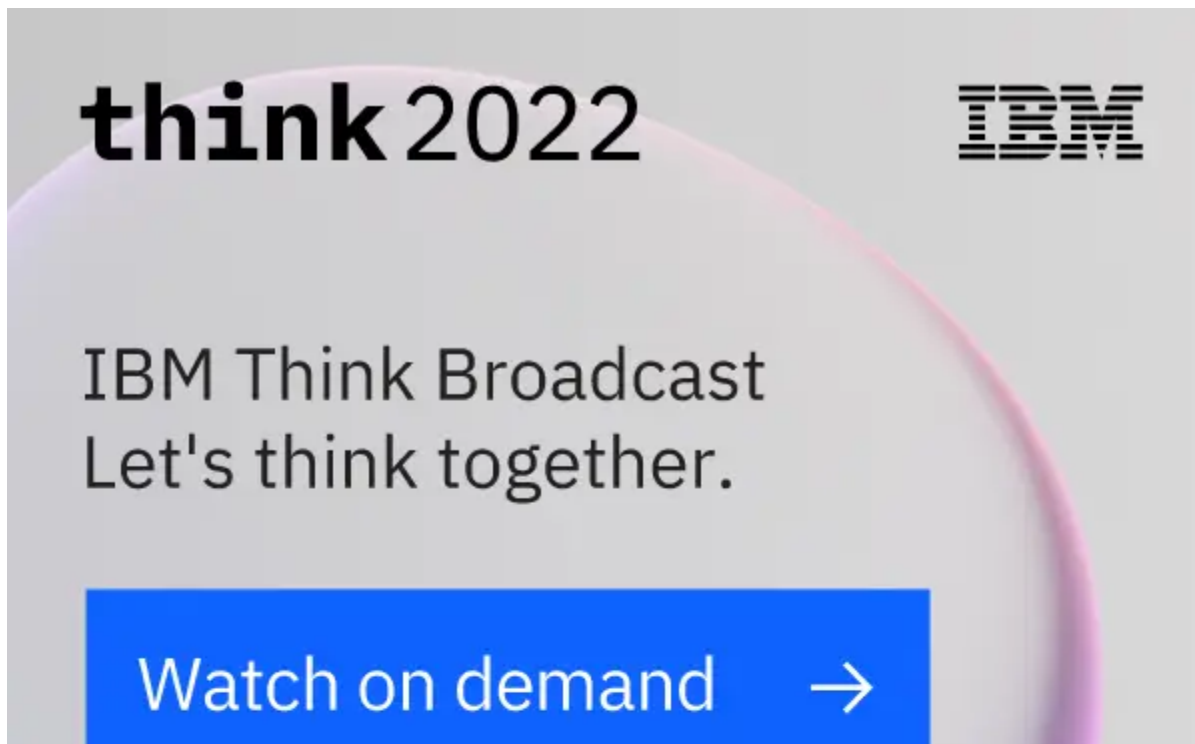 think 2022
IBM
IBM Think Broadcast
Let's think together.
Watch on demand →